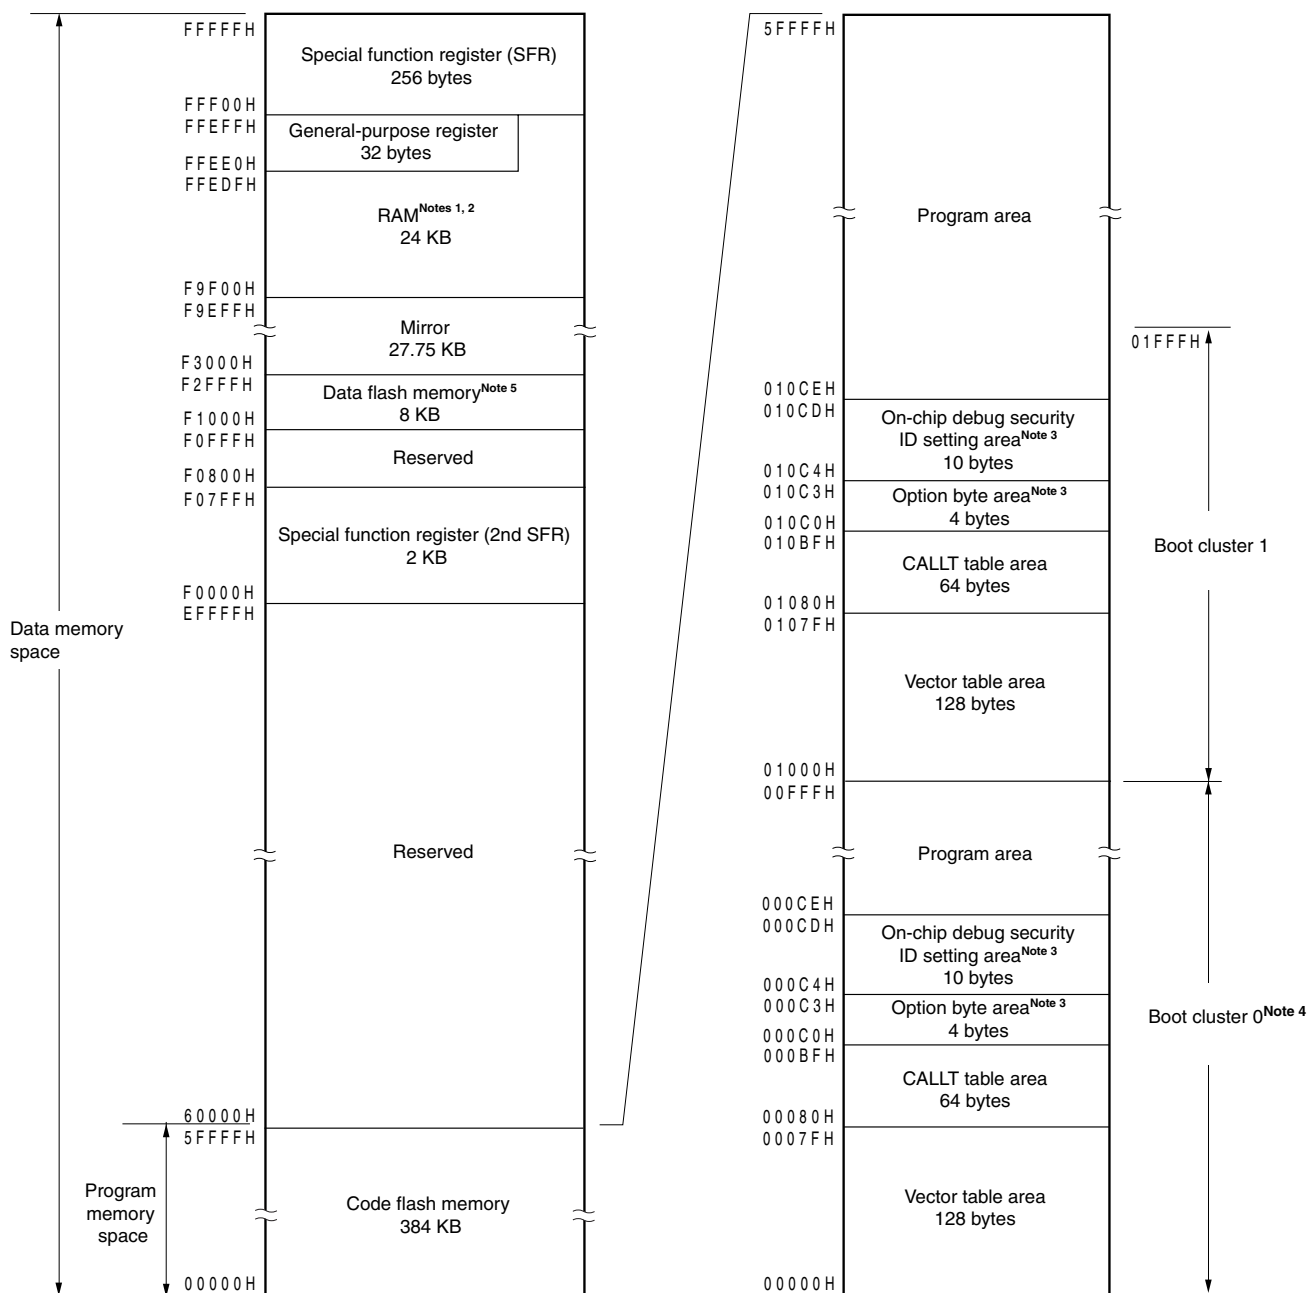 FFFFFH
Special function register (SFR)
256 bytes
FFF00H
FFEFFH
General-purpose register
32 bytes
FFEE0H
FFEDFH
RAMNotes 1, 2
24 KB
F9F00H
F9EFFH
Mirror
27.75 KB
F3000H
F2FFFH
Data flash memoryNote 5
8 KB
F1000H
F0FFFH
Reserved
F0800H
F07FFH
Special function register (2nd SFR)
2 KB
F0000H
EFFFFH
Data memory
space
Reserved
60000H
5FFFFH
Program
memory
space
Code flash memory
384 KB
00000H
5FFFFH
Program area
01FFFH
010CEH
010CDH
On-chip debug security
ID setting areaNote 3
10 bytes
010C4H
010C3H
Option byte areaNote 3
4 bytes
010C0H
010BFH
CALLT table area
64 bytes
Boot cluster 1
01080H
0107FH
Vector table area
128 bytes
01000H
00FFFH
Program area
000CEH
000CDH
On-chip debug security
ID setting areaNote 3
10 bytes
000C4H
000C3H
Option byte areaNote 3
4 bytes
Boot cluster 0Note 4
000C0H
000BFH
CALLT table area
64 bytes
00080H
0007FH
Vector table area
128 bytes
00000H